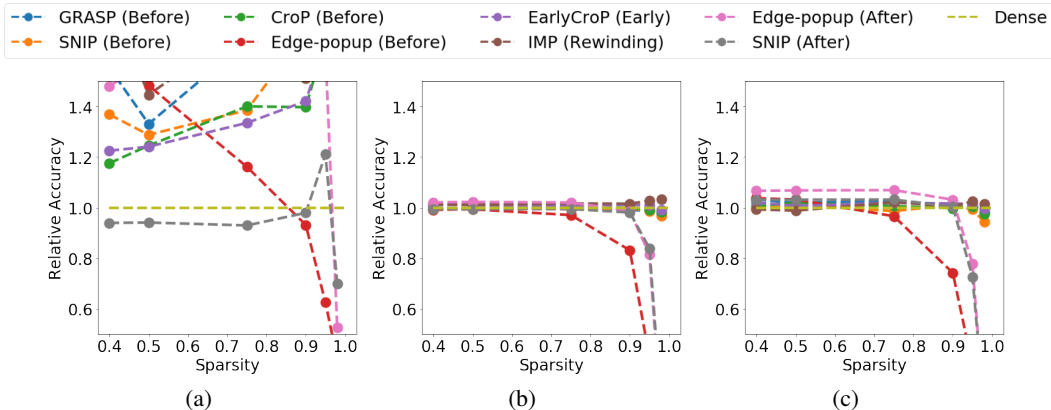 GRASP (Before) CroP (Before) EarlyCroP (Early) Edge-popup (After) Dense
SNIP (Before) Edge-popup (Before) IMP (Rewinding) SNIP (After)
Relative Accuracy
1.4
1.2
1.0
0.8
0.6
0.4 0.5 0.6 0.7 0.8 0.9 1.0
Sparsity
(a)
Relative Accuracy
1.4
1.2
1.0
0.8
0.6
0.4 0.5 0.6 0.7 0.8 0.9 1.0
Sparsity
(b)
Relative Accuracy
1.4
1.2
1.0
0.8
0.6
0.4 0.5 0.6 0.7 0.8 0.9 1.0
Sparsity
(c)